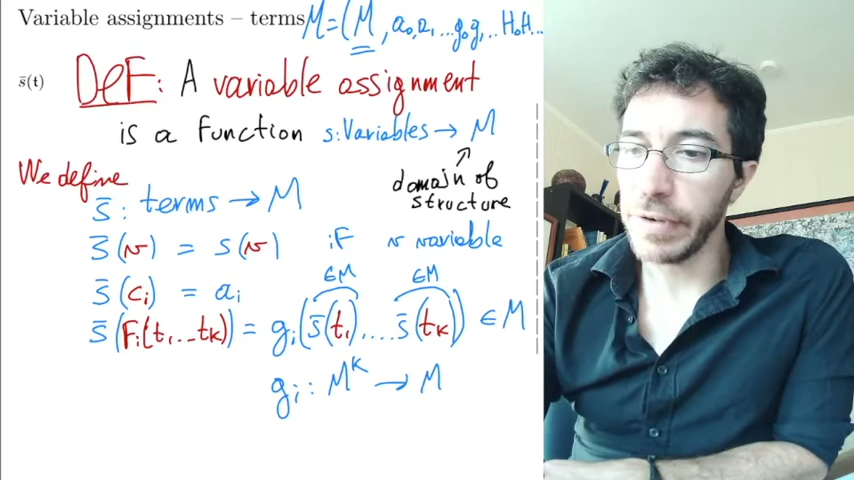 Variable assignments – terms
M = (M, a₀, a₁ ... g₀ g₁ ... H₀ H₁ ...
s̄(t)
DEF: A variable assignment
is a function s: Variables → M
domain of
structure
We define
s̄ : terms → M
s̄(v) = s(v) if v variable
s̄(cᵢ) = aᵢ
∈M ∈M
s̄(Fᵢ(t₁...tₖ)) = gᵢ(s̄(t₁), ... s̄(tₖ)) ∈ M
gᵢ : Mᵏ → M